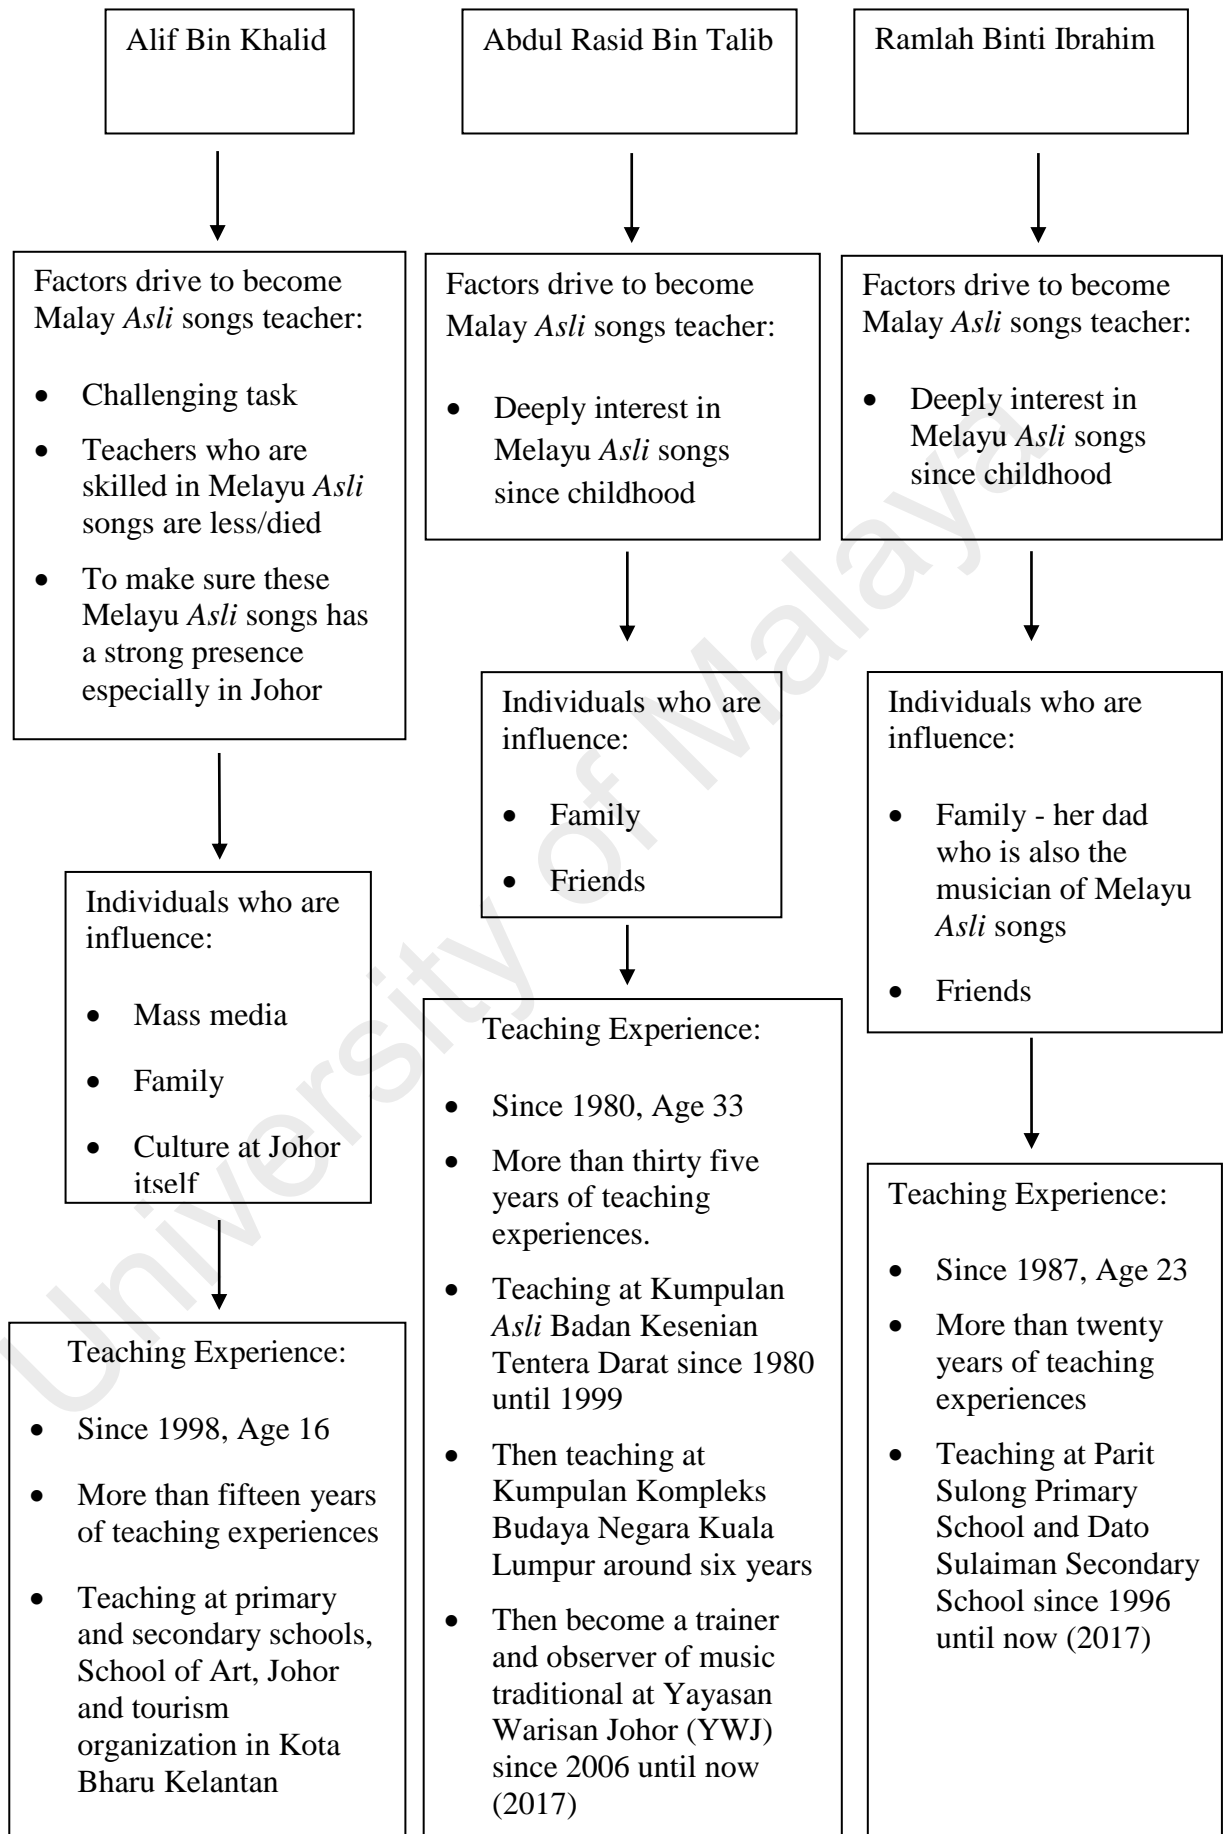 Alif Bin Khalid
Factors drive to become
Malay Asli songs teacher:
• Challenging task
• Teachers who are
skilled in Melayu Asli
songs are less/died
• To make sure these
Melayu Asli songs has
a strong presence
especially in Johor
Individuals who are
influence:
• Mass media
• Family
• Culture at Johor
itself
Teaching Experience:
• Since 1998, Age 16
• More than fifteen years
of teaching experiences
• Teaching at primary
and secondary schools,
School of Art, Johor
and tourism
organization in Kota
Bharu Kelantan
Abdul Rasid Bin Talib
Factors drive to become
Malay Asli songs teacher:
• Deeply interest in
Melayu Asli songs
since childhood
Individuals who are
influence:
• Family
• Friends
Teaching Experience:
• Since 1980, Age 33
• More than thirty five
years of teaching
experiences.
• Teaching at Kumpulan
Asli Badan Kesenian
Tentera Darat since 1980
until 1999
• Then teaching at
Kumpulan Kompleks
Budaya Negara Kuala
Lumpur around six years
• Then become a trainer
and observer of music
traditional at Yayasan
Warisan Johor (YWJ)
since 2006 until now
(2017)
Ramlah Binti Ibrahim
Factors drive to become
Malay Asli songs teacher:
• Deeply interest in
Melayu Asli songs
since childhood
Individuals who are
influence:
• Family - her dad
who is also the
musician of Melayu
Asli songs
• Friends
Teaching Experience:
• Since 1987, Age 23
• More than twenty
years of teaching
experiences
• Teaching at Parit
Sulong Primary
School and Dato
Sulaiman Secondary
School since 1996
until now (2017)
University of Malaya